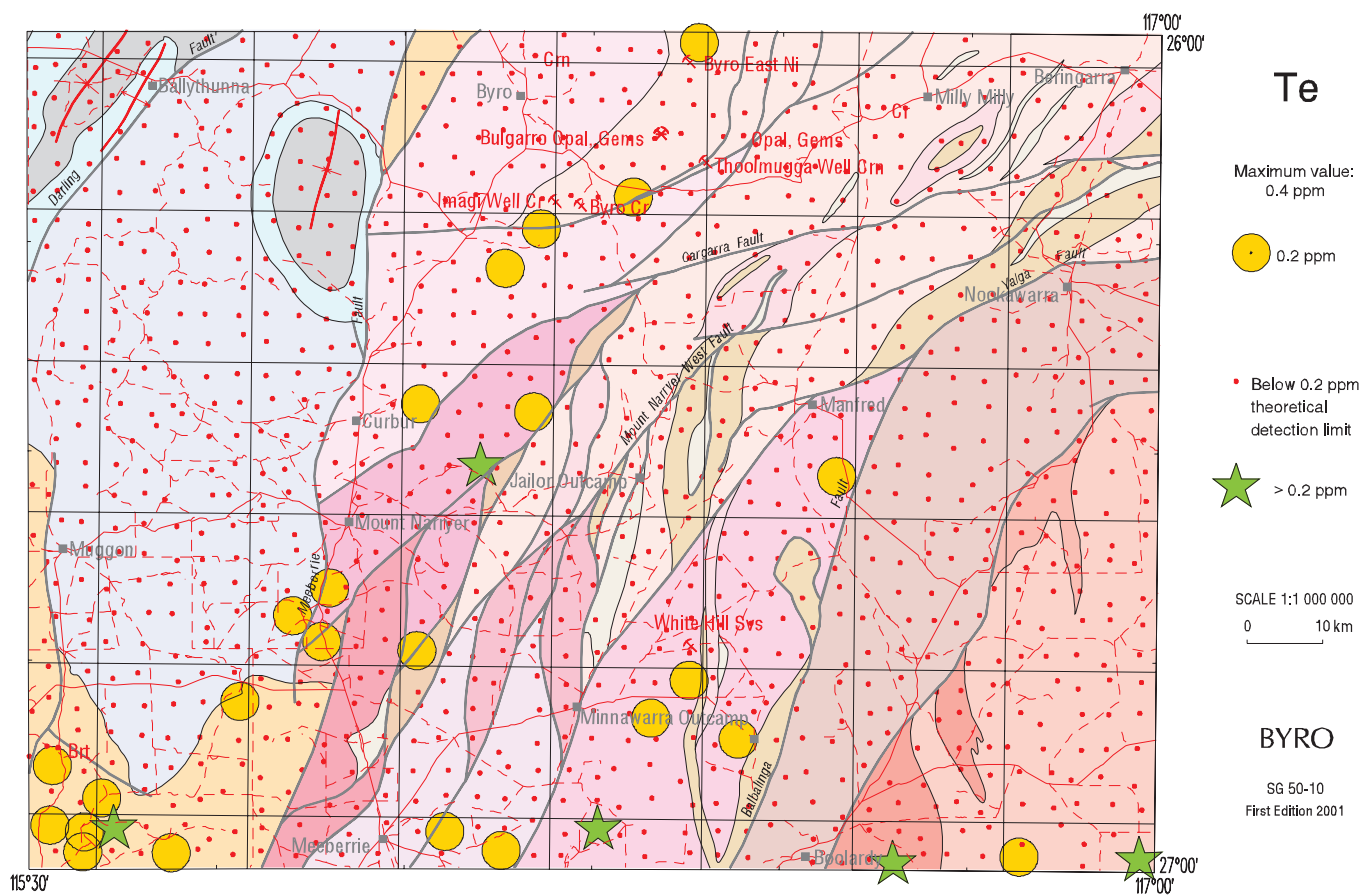 117°00'
26°00'
Fault
Crn
Byro East Ni
Beringarra
Ballythunna
Byro
Milly Milly
Cr
Bulgarro Opal, Gems
Opal, Gems
Thoolmugga Well Crn
Darling
Imagi Well Cr
Byro Cr
Cargarra Fault
Fault
Yalga
Nookawarra
Fault
Mount Narryer West Fault
Curbur
Manfred
Jailor Outcamp
Fault
Mount Narryer
Muggon
Meeberrie
White Hill Svs
Minnawarra Outcamp
Brt
Balbalinga
Meeberrie
Boolardy
27°00'
115°30'
117°00'
Te
Maximum value:
0.4 ppm
0.2 ppm
Below 0.2 ppm
theoretical
detection limit
> 0.2 ppm
SCALE 1:1 000 000
0 10 km
BYRO
SG 50-10
First Edition 2001